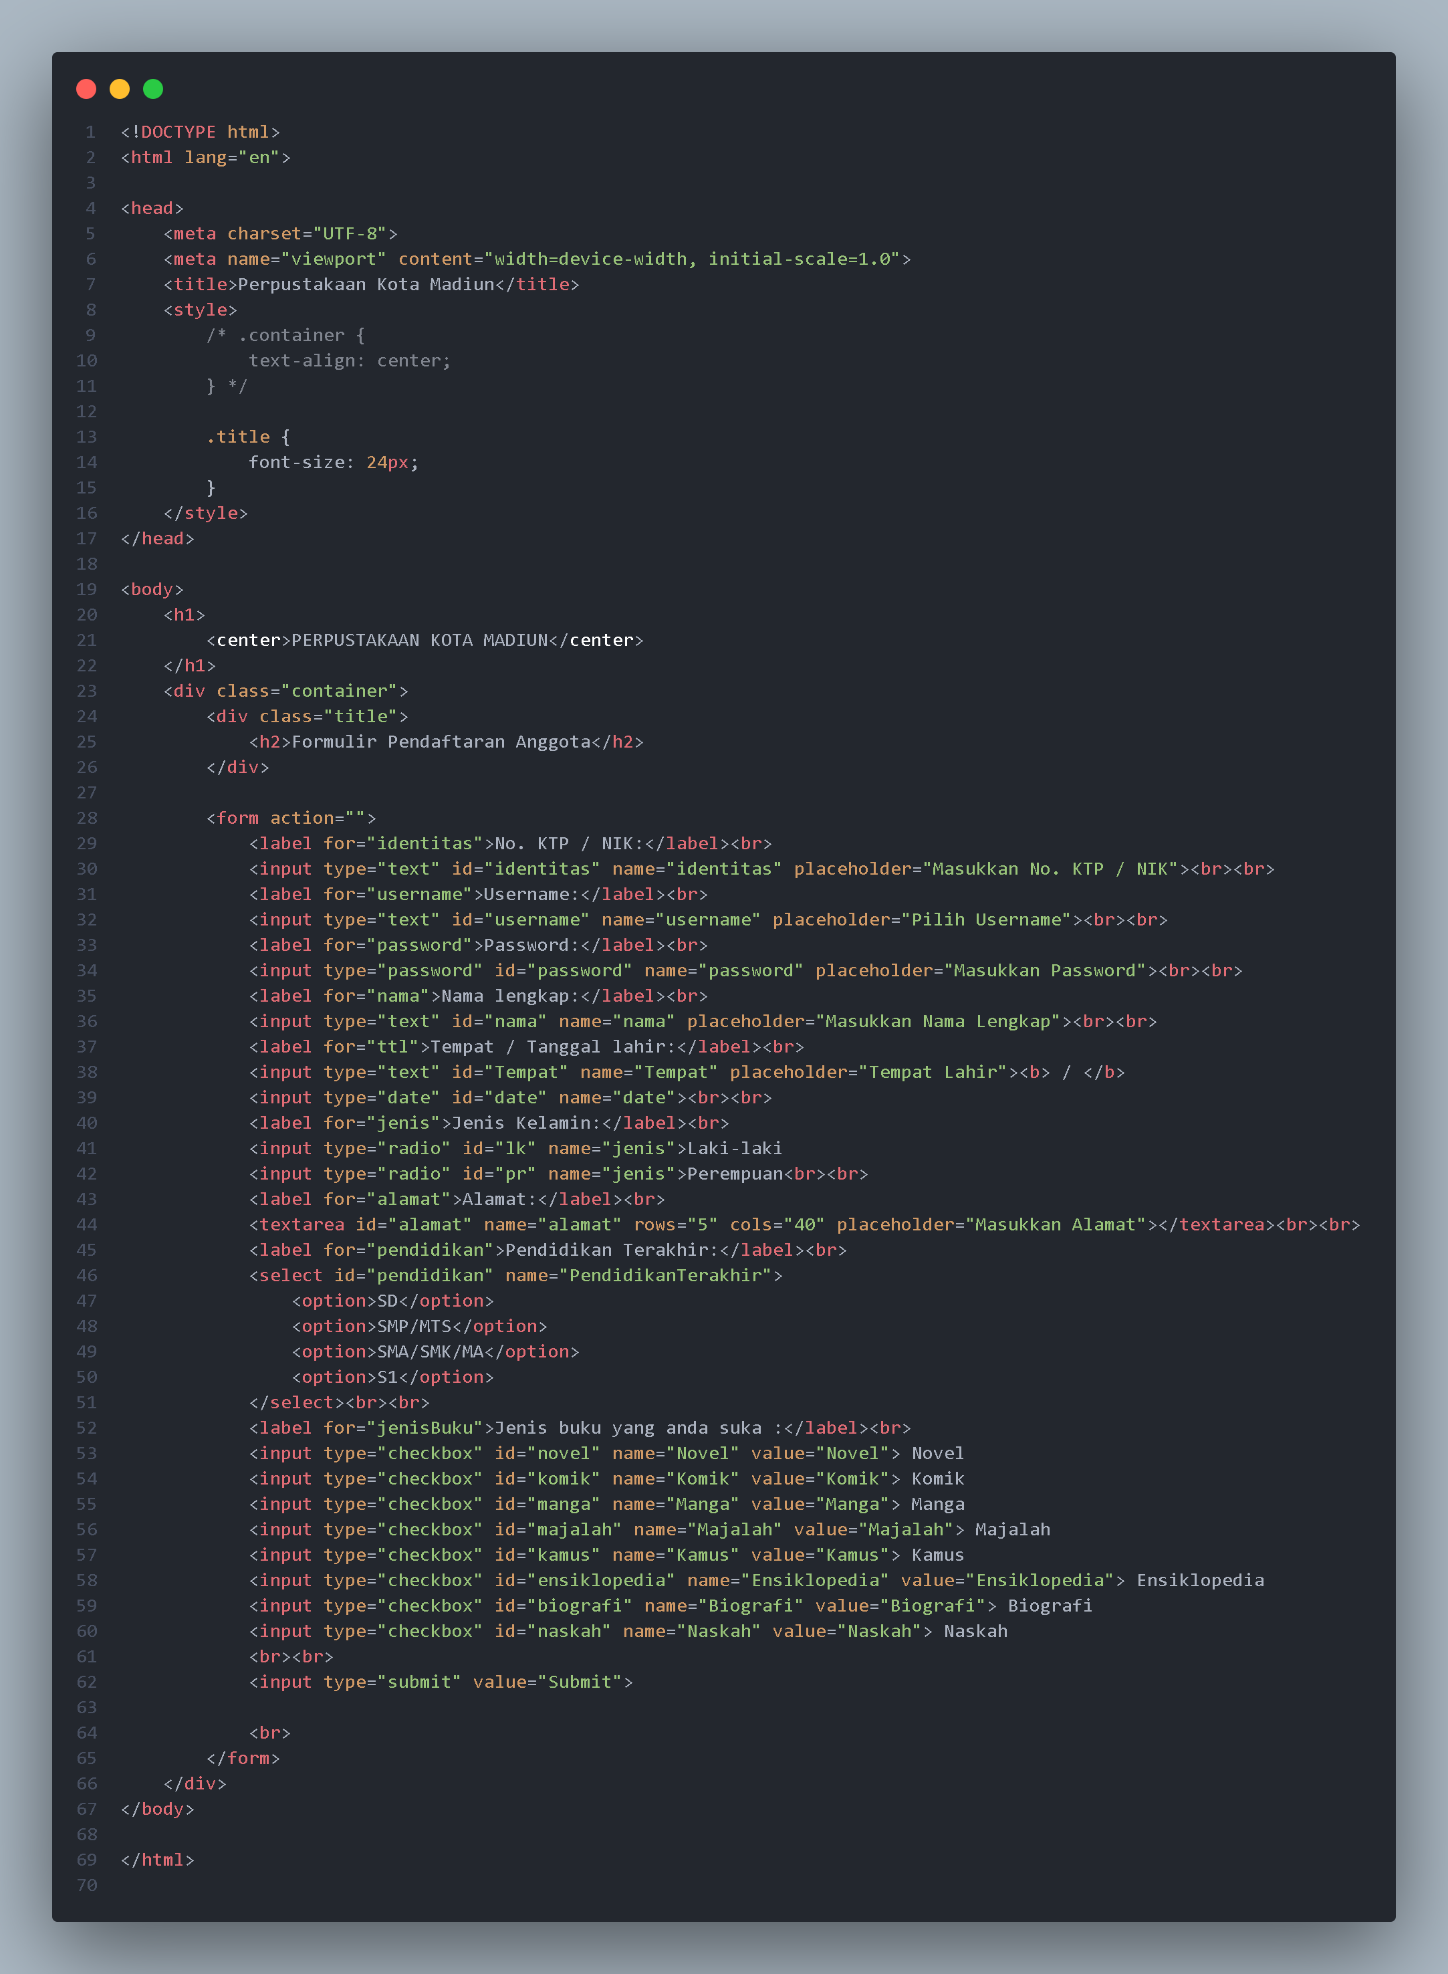 1 <!DOCTYPE html>
2 <html lang="en">
3
4 <head>
5     <meta charset="UTF-8">
6     <meta name="viewport" content="width=device-width, initial-scale=1.0">
7     <title>Perpustakaan Kota Madiun</title>
8     <style>
9         /* .container {
10             text-align: center;
11         } */
12
13         .title {
14             font-size: 24px;
15         }
16     </style>
17 </head>
18
19 <body>
20     <h1>
21         <center>PERPUSTAKAAN KOTA MADIUN</center>
22     </h1>
23     <div class="container">
24         <div class="title">
25             <h2>Formulir Pendaftaran Anggota</h2>
26         </div>
27
28         <form action="">
29             <label for="identitas">No. KTP / NIK:</label><br>
30             <input type="text" id="identitas" name="identitas" placeholder="Masukkan No. KTP / NIK"><br><br>
31             <label for="username">Username:</label><br>
32             <input type="text" id="username" name="username" placeholder="Pilih Username"><br><br>
33             <label for="password">Password:</label><br>
34             <input type="password" id="password" name="password" placeholder="Masukkan Password"><br><br>
35             <label for="nama">Nama lengkap:</label><br>
36             <input type="text" id="nama" name="nama" placeholder="Masukkan Nama Lengkap"><br><br>
37             <label for="ttl">Tempat / Tanggal lahir:</label><br>
38             <input type="text" id="Tempat" name="Tempat" placeholder="Tempat Lahir"><b> / </b>
39             <input type="date" id="date" name="date"><br><br>
40             <label for="jenis">Jenis Kelamin:</label><br>
41             <input type="radio" id="lk" name="jenis">Laki-laki
42             <input type="radio" id="pr" name="jenis">Perempuan<br><br>
43             <label for="alamat">Alamat:</label><br>
44             <textarea id="alamat" name="alamat" rows="5" cols="40" placeholder="Masukkan Alamat"></textarea><br><br>
45             <label for="pendidikan">Pendidikan Terakhir:</label><br>
46             <select id="pendidikan" name="PendidikanTerakhir">
47                 <option>SD</option>
48                 <option>SMP/MTS</option>
49                 <option>SMA/SMK/MA</option>
50                 <option>S1</option>
51             </select><br><br>
52             <label for="jenisBuku">Jenis buku yang anda suka :</label><br>
53             <input type="checkbox" id="novel" name="Novel" value="Novel"> Novel
54             <input type="checkbox" id="komik" name="Komik" value="Komik"> Komik
55             <input type="checkbox" id="manga" name="Manga" value="Manga"> Manga
56             <input type="checkbox" id="majalah" name="Majalah" value="Majalah"> Majalah
57             <input type="checkbox" id="kamus" name="Kamus" value="Kamus"> Kamus
58             <input type="checkbox" id="ensiklopedia" name="Ensiklopedia" value="Ensiklopedia"> Ensiklopedia
59             <input type="checkbox" id="biografi" name="Biografi" value="Biografi"> Biografi
60             <input type="checkbox" id="naskah" name="Naskah" value="Naskah"> Naskah
61             <br><br>
62             <input type="submit" value="Submit">
63
64             <br>
65         </form>
66     </div>
67 </body>
68
69 </html>
70